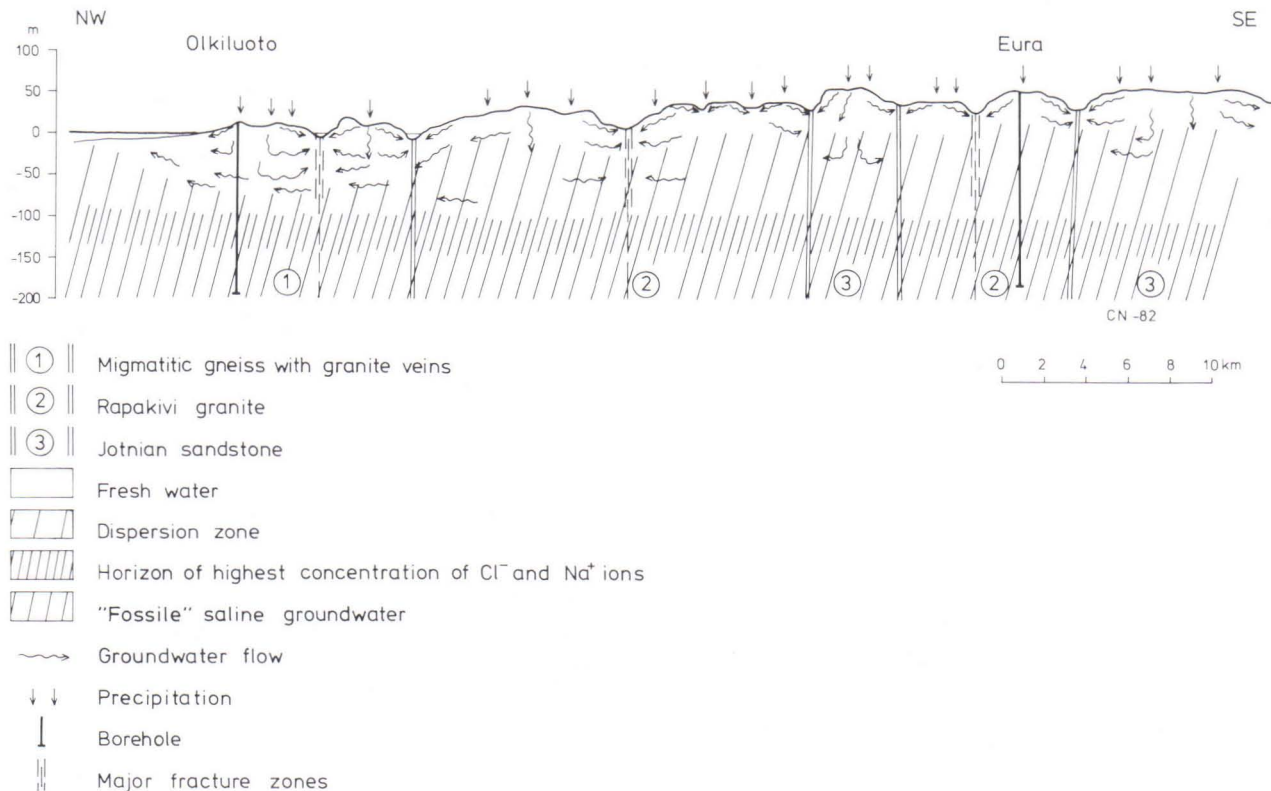 NW SE
m
Olkiluoto Eura
100
50
0
-50
-100
-150
-200
1 2 3 2 3
CN-82
1 Migmatitic gneiss with granite veins
0 2 4 6 8 10 km
2 Rapakivi granite
3 Jotnian sandstone
Fresh water
Dispersion zone
Horizon of highest concentration of Cl⁻ and Na⁺ ions
"Fossile" saline groundwater
Groundwater flow
Precipitation
Borehole
Major fracture zones